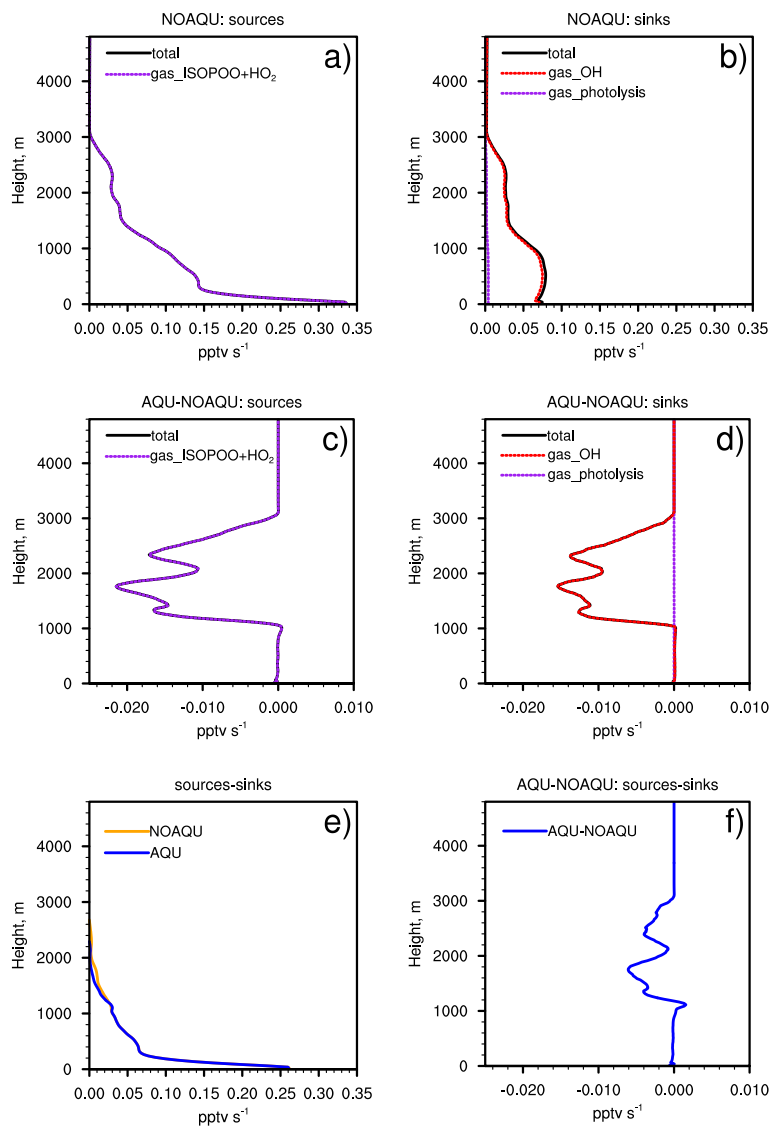 NOAQU: sources
a)
total
gas_ISOPOO+HO₂
4000
3000
2000
1000
0
Height, m
0.00 0.05 0.10 0.15 0.20 0.25 0.30 0.35
pptv s⁻¹
NOAQU: sinks
b)
total
gas_OH
gas_photolysis
4000
3000
2000
1000
0
Height, m
0.00 0.05 0.10 0.15 0.20 0.25 0.30 0.35
pptv s⁻¹
AQU-NOAQU: sources
c)
total
gas_ISOPOO+HO₂
4000
3000
2000
1000
0
Height, m
-0.020 -0.010 0.000 0.010
pptv s⁻¹
AQU-NOAQU: sinks
d)
total
gas_OH
gas_photolysis
4000
3000
2000
1000
0
Height, m
-0.020 -0.010 0.000 0.010
pptv s⁻¹
sources-sinks
e)
NOAQU
AQU
4000
3000
2000
1000
0
Height, m
0.00 0.05 0.10 0.15 0.20 0.25 0.30 0.35
pptv s⁻¹
AQU-NOAQU: sources-sinks
f)
AQU-NOAQU
4000
3000
2000
1000
0
Height, m
-0.020 -0.010 0.000 0.010
pptv s⁻¹